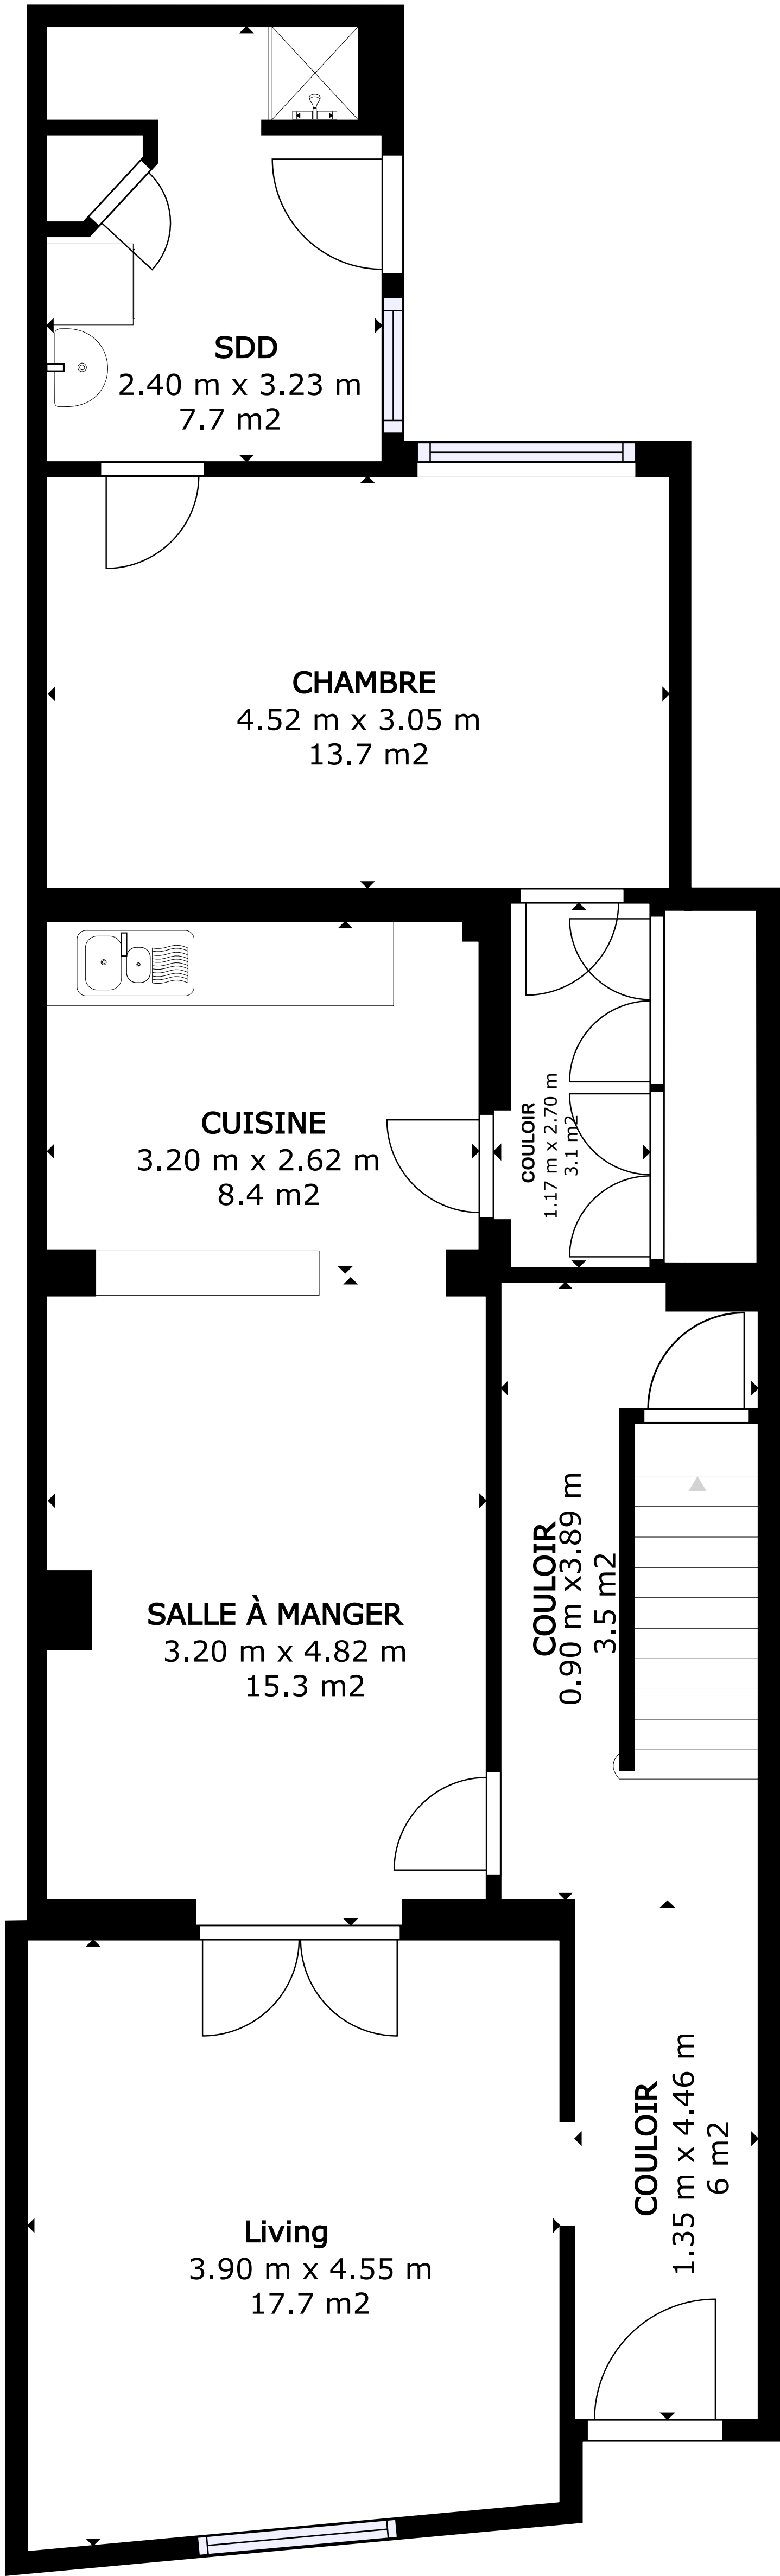 SDD
2.40 m x 3.23 m
7.7 m2
CHAMBRE
4.52 m x 3.05 m
13.7 m2
CUISINE
3.20 m x 2.62 m
8.4 m2
COULOIR
1.17 m x 2.70 m
3.1 m2
COULOIR
0.90 m x3.89 m
3.5 m2
SALLE À MANGER
3.20 m x 4.82 m
15.3 m2
COULOIR
1.35 m x 4.46 m
6 m2
Living
3.90 m x 4.55 m
17.7 m2